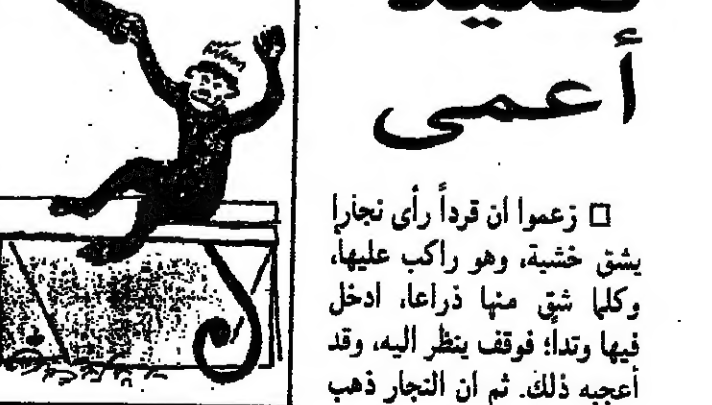 أعمى
□ زعموا ان قرداً رأى نجارا
يشق خشبة، وهو راكب عليها،
وكلما شق منها ذراعا، ادخل
فيها وتداً؛ فوقف ينظر اليه، وقد
أعجبه ذلك. ثم ان النجار ذهب